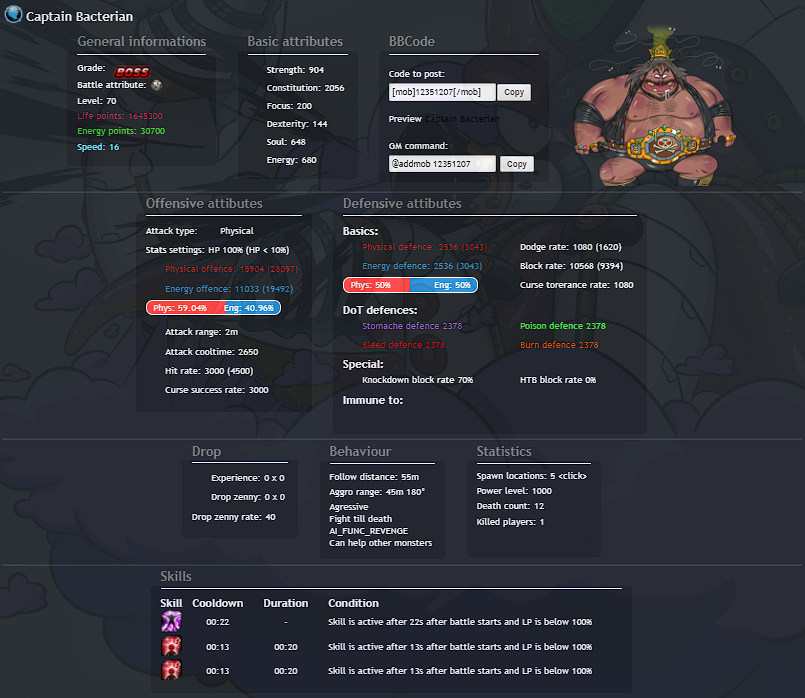 Captain Bacterian
General informations
Grade: BOSS
Battle attribute:
Level: 70
Life points: 1645300
Energy points: 30700
Speed: 16
Basic attributes
Strength: 904
Constitution: 2056
Focus: 200
Dexterity: 144
Soul: 648
Energy: 680
BBCode
Code to post:
[mob]12351207[/mob] Copy
Preview Captain Bacterian
GM command:
@addmob 12351207 Copy
Offensive attibutes
Attack type: Physical
Stats settings: HP 100% (HP < 10%)
Physical offence: 15904 (28097)
Energy offence: 11033 (19492)
Phys: 59.04% Eng: 40.96%
Attack range: 2m
Attack cooltime: 2650
Hit rate: 3000 (4500)
Curse success rate: 3000
Defensive attibutes
Basics:
Physical defence: 2536 (3043)
Energy defence: 2536 (3043)
Phys: 50% Eng: 50%
Dodge rate: 1080 (1620)
Block rate: 10568 (9394)
Curse torerance rate: 1080
DoT defences:
Stomache defence 2378
Poison defence 2378
Bleed defence 2378
Burn defence 2378
Special:
Knockdown block rate 70%
HTB block rate 0%
Immune to:
Drop
Experience: 0 x 0
Drop zenny: 0 x 0
Drop zenny rate: 40
Behaviour
Follow distance: 55m
Aggro range: 45m 180°
Agressive
Fight till death
AI_FUNC_REVENGE
Can help other monsters
Statistics
Spawn locations: 5 <click>
Power level: 1000
Death count: 12
Killed players: 1
Skills
Skill Cooldown Duration Condition
00:22 - Skill is active after 22s after battle starts and LP is below 100%
00:13 00:20 Skill is active after 13s after battle starts and LP is below 100%
00:13 00:20 Skill is active after 13s after battle starts and LP is below 100%